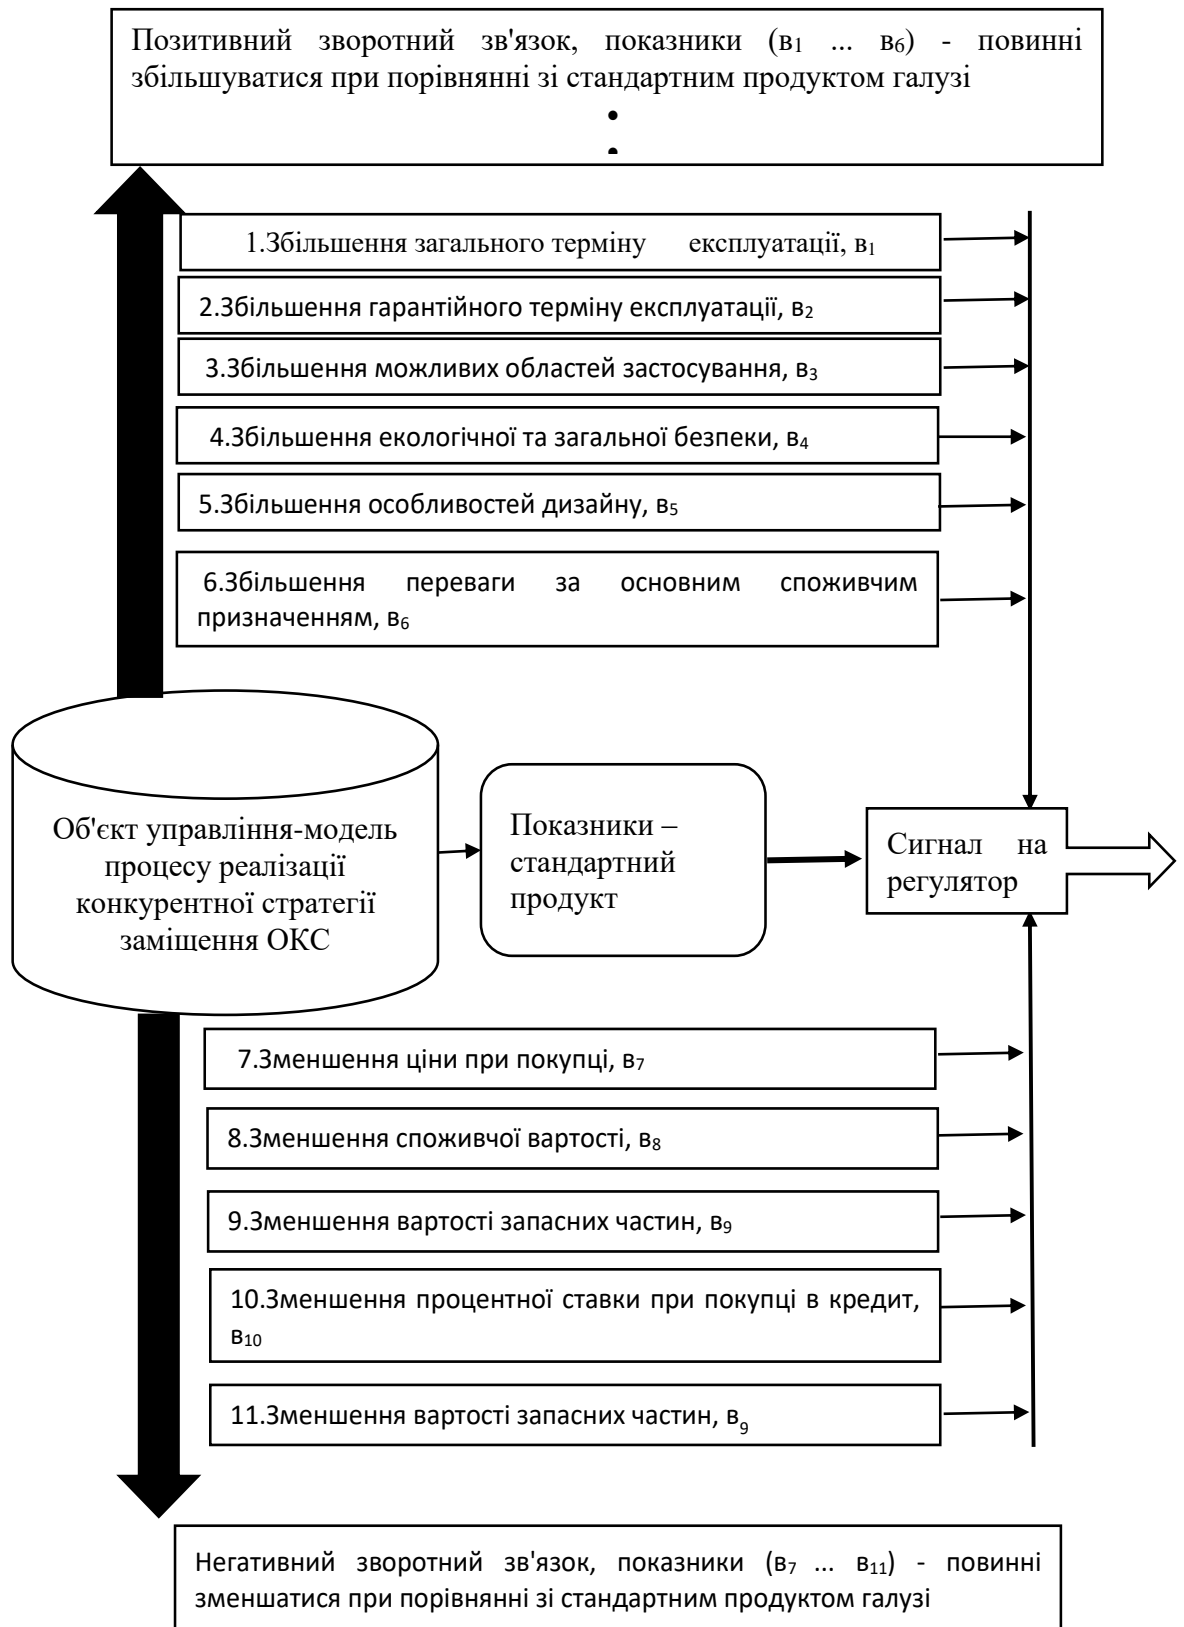 Позитивний зворотний зв'язок, показники (в₁ ... в₆) - повинні
збільшуватися при порівнянні зі стандартним продуктом галузі
•
•
1.Збільшення загального терміну експлуатації, в₁
2.Збільшення гарантійного терміну експлуатації, в₂
3.Збільшення можливих областей застосування, в₃
4.Збільшення екологічної та загальної безпеки, в₄
5.Збільшення особливостей дизайну, в₅
6.Збільшення переваги за основним споживчим
призначенням, в₆
Об'єкт управління-модель
процесу реалізації
конкурентної стратегії
заміщення ОКС
Показники –
стандартний
продукт
Сигнал на
регулятор
7.Зменшення ціни при покупці, в₇
8.Зменшення споживчої вартості, в₈
9.Зменшення вартості запасних частин, в₉
10.Зменшення процентної ставки при покупці в кредит,
в₁₀
11.Зменшення вартості запасних частин, в₉
Негативний зворотний зв'язок, показники (в₇ ... в₁₁) - повинні
зменшатися при порівнянні зі стандартним продуктом галузі